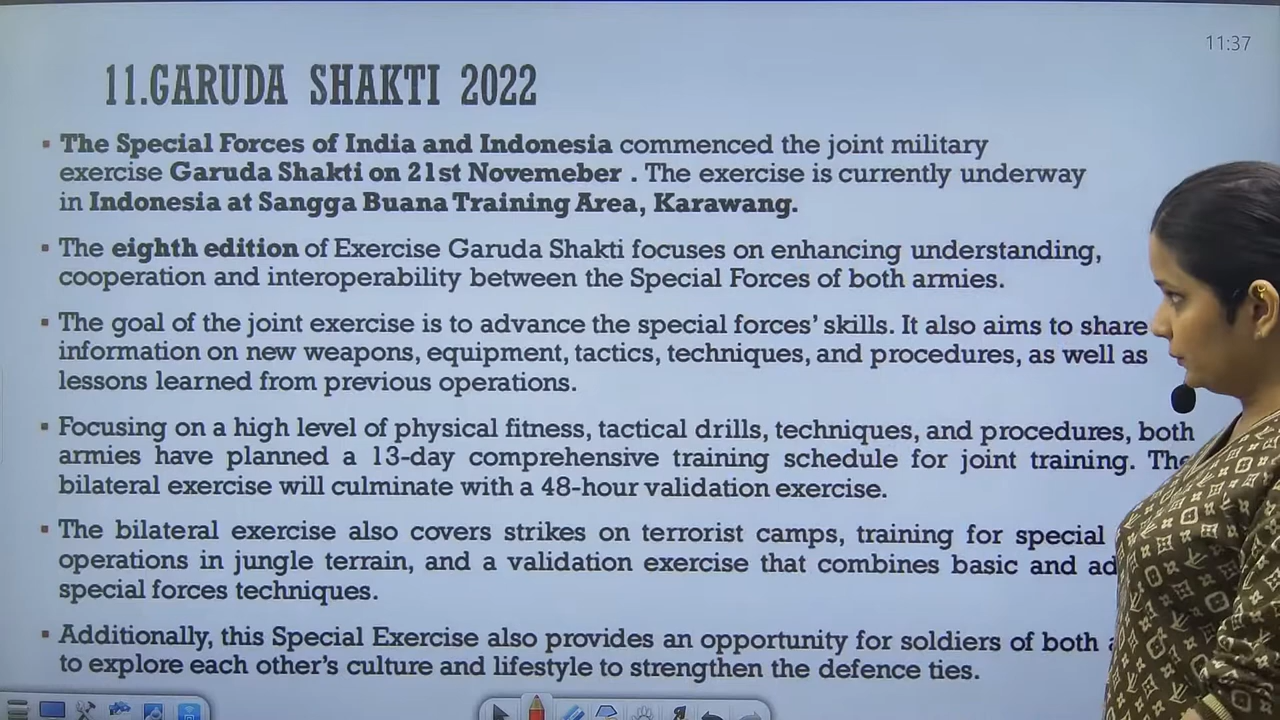 11:37
11.GARUDA SHAKTI 2022
▪ The Special Forces of India and Indonesia commenced the joint military
exercise Garuda Shakti on 21st Novemeber . The exercise is currently underway
in Indonesia at Sangga Buana Training Area, Karawang.
▪ The eighth edition of Exercise Garuda Shakti focuses on enhancing understanding,
cooperation and interoperability between the Special Forces of both armies.
▪ The goal of the joint exercise is to advance the special forces' skills. It also aims to share
information on new weapons, equipment, tactics, techniques, and procedures, as well as
lessons learned from previous operations.
▪ Focusing on a high level of physical fitness, tactical drills, techniques, and procedures, both
armies have planned a 13-day comprehensive training schedule for joint training. The
bilateral exercise will culminate with a 48-hour validation exercise.
▪ The bilateral exercise also covers strikes on terrorist camps, training for special
operations in jungle terrain, and a validation exercise that combines basic and
special forces techniques.
▪ Additionally, this Special Exercise also provides an opportunity for soldiers of both
to explore each other's culture and lifestyle to strengthen the defence ties.